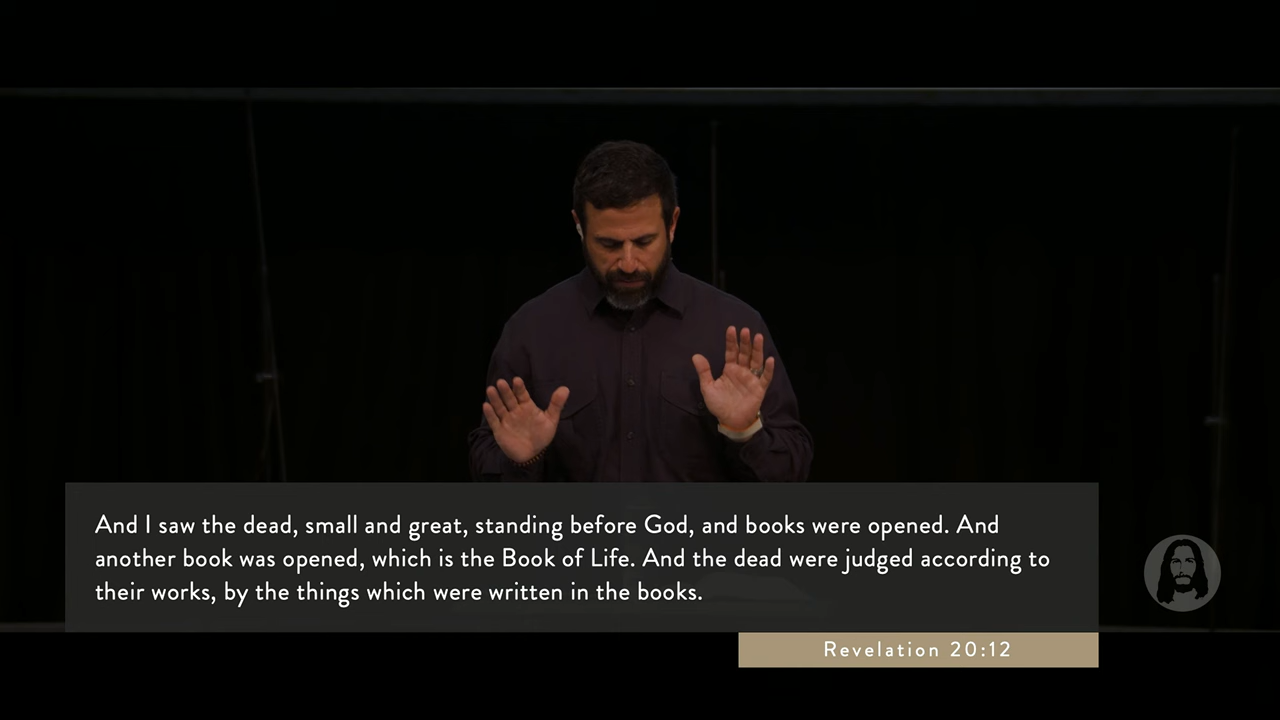 And I saw the dead, small and great, standing before God, and books were opened. And
another book was opened, which is the Book of Life. And the dead were judged according to
their works, by the things which were written in the books.
Revelation 20:12